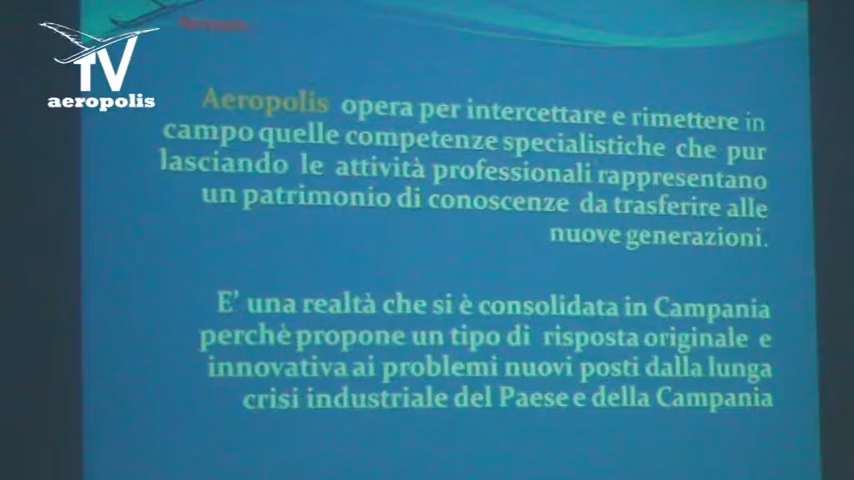 TV
aeropolis
Aeropolis
Aeropolis opera per intercettare e rimettere in
campo quelle competenze specialistiche che pur
lasciando le attività professionali rappresentano
un patrimonio di conoscenze da trasferire alle
nuove generazioni.
E' una realtà che si è consolidata in Campania
perchè propone un tipo di risposta originale e
innovativa ai problemi nuovi posti dalla lunga
crisi industriale del Paese e della Campania